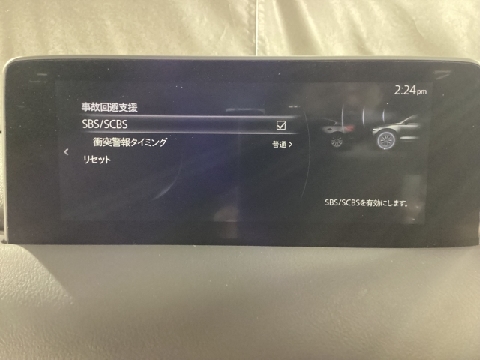 2:24pm
事故回避支援
SBS/SCBS
衝突警報タイミング 普通
リセット
SBS/SCBSを有効にします。